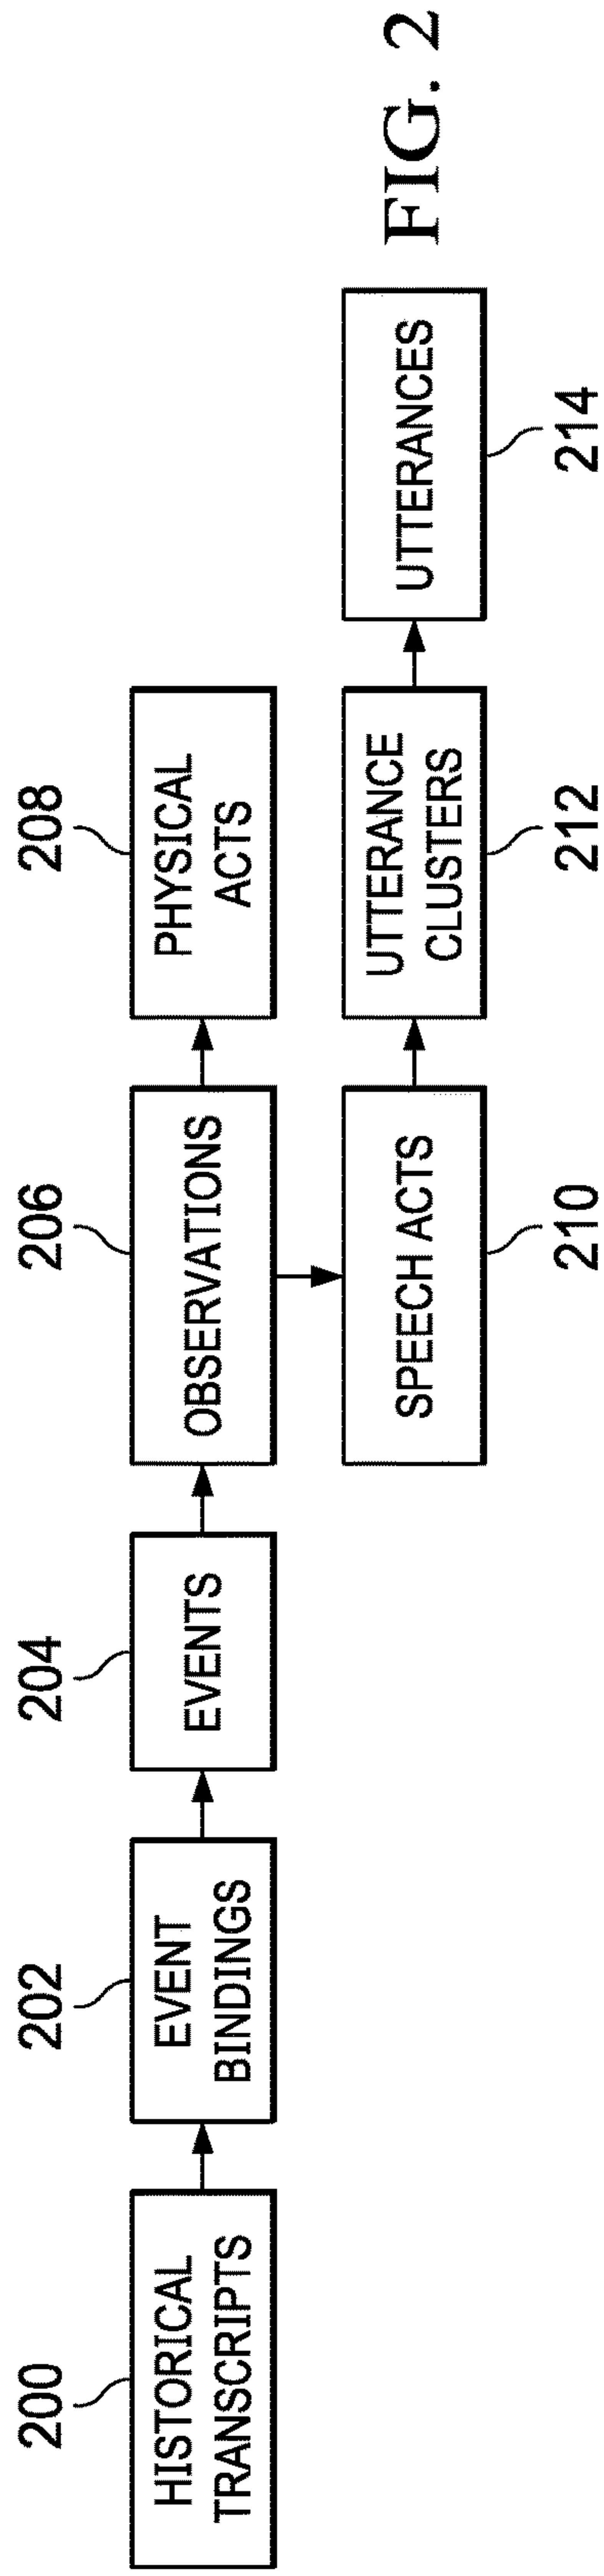 200
HISTORICAL
TRANSCRIPTS
202
EVENT
BINDINGS
204
EVENTS
206
OBSERVATIONS
208
PHYSICAL
ACTS
SPEECH ACTS
210
UTTERANCE
CLUSTERS
212
UTTERANCES
214
FIG. 2